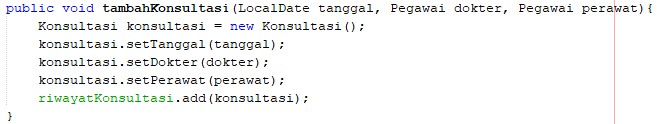 public void tambahKonsultasi(LocalDate tanggal, Pegawai dokter, Pegawai perawat){
    Konsultasi konsultasi = new Konsultasi();
    konsultasi.setTanggal(tanggal);
    konsultasi.setDokter(dokter);
    konsultasi.setPerawat(perawat);
    riwayatKonsultasi.add(konsultasi);
}